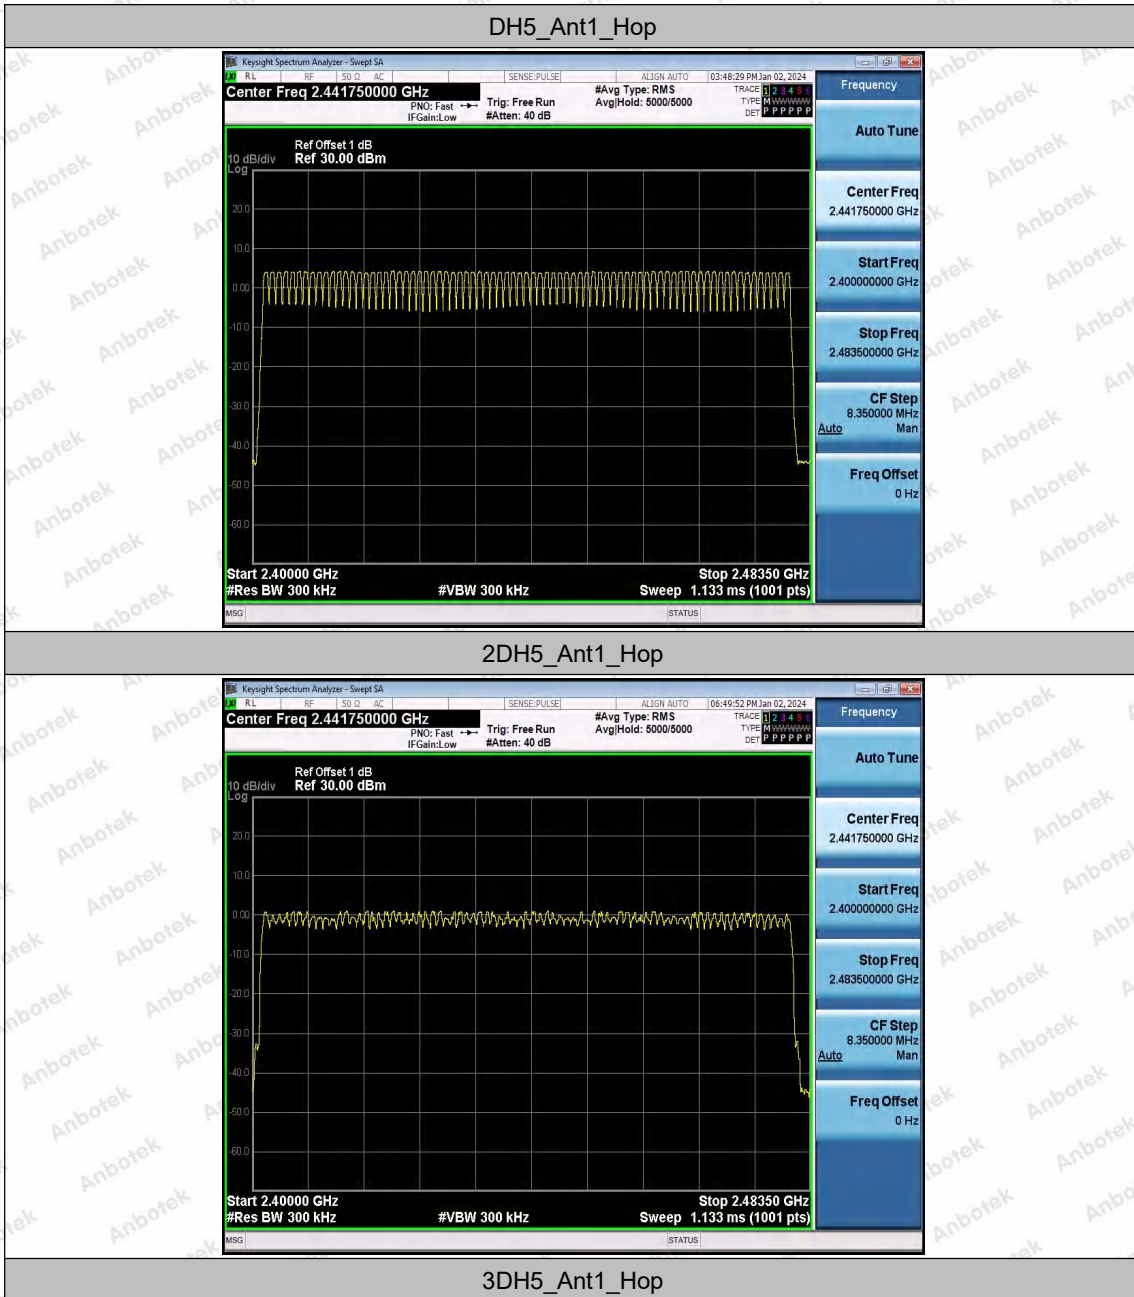 DH5_Ant1_Hop
Keysight Spectrum Analyzer - Swept SA
LXI RL RF 50 Ω AC SENSE:PULSE ALIGN AUTO 03:48:29 PM Jan 02, 2024
Center Freq 2.441750000 GHz
PNO: Fast
IFGain:Low
Trig: Free Run
#Atten: 40 dB
#Avg Type: RMS
Avg|Hold: 5000/5000
TRACE 1 2 3 4 5 6
TYPE M WWWWW
DET P P P P P P
Frequency
Auto Tune
Center Freq
2.441750000 GHz
Start Freq
2.400000000 GHz
Stop Freq
2.483500000 GHz
CF Step
8.350000 MHz
Auto Man
Freq Offset
0 Hz
Ref Offset 1 dB
10 dB/div Ref 30.00 dBm
Log
20.0
10.0
0.00
-10.0
-20.0
-30.0
-40.0
-50.0
-60.0
Start 2.40000 GHz Stop 2.48350 GHz
#Res BW 300 kHz #VBW 300 kHz Sweep 1.133 ms (1001 pts)
MSG STATUS
2DH5_Ant1_Hop
Keysight Spectrum Analyzer - Swept SA
LXI RL RF 50 Ω AC SENSE:PULSE ALIGN AUTO 06:49:52 PM Jan 02, 2024
Center Freq 2.441750000 GHz
PNO: Fast
IFGain:Low
Trig: Free Run
#Atten: 40 dB
#Avg Type: RMS
Avg|Hold: 5000/5000
TRACE 1 2 3 4 5 6
TYPE M WWWWW
DET P P P P P P
Frequency
Auto Tune
Center Freq
2.441750000 GHz
Start Freq
2.400000000 GHz
Stop Freq
2.483500000 GHz
CF Step
8.350000 MHz
Auto Man
Freq Offset
0 Hz
Ref Offset 1 dB
10 dB/div Ref 30.00 dBm
Log
20.0
10.0
0.00
-10.0
-20.0
-30.0
-40.0
-50.0
-60.0
Start 2.40000 GHz Stop 2.48350 GHz
#Res BW 300 kHz #VBW 300 kHz Sweep 1.133 ms (1001 pts)
MSG STATUS
3DH5_Ant1_Hop